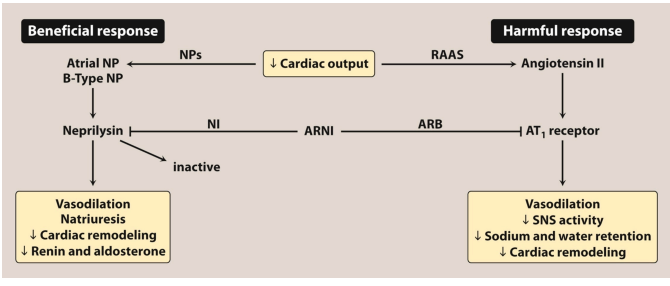 Beneficial response
Harmful response
NPs
RAAS
Atrial NP
B-Type NP
↓ Cardiac output
Angiotensin II
Neprilysin
NI
ARNI
ARB
AT₁ receptor
inactive
Vasodilation
Natriuresis
↓ Cardiac remodeling
↓ Renin and aldosterone
Vasodilation
↓ SNS activity
↓ Sodium and water retention
↓ Cardiac remodeling